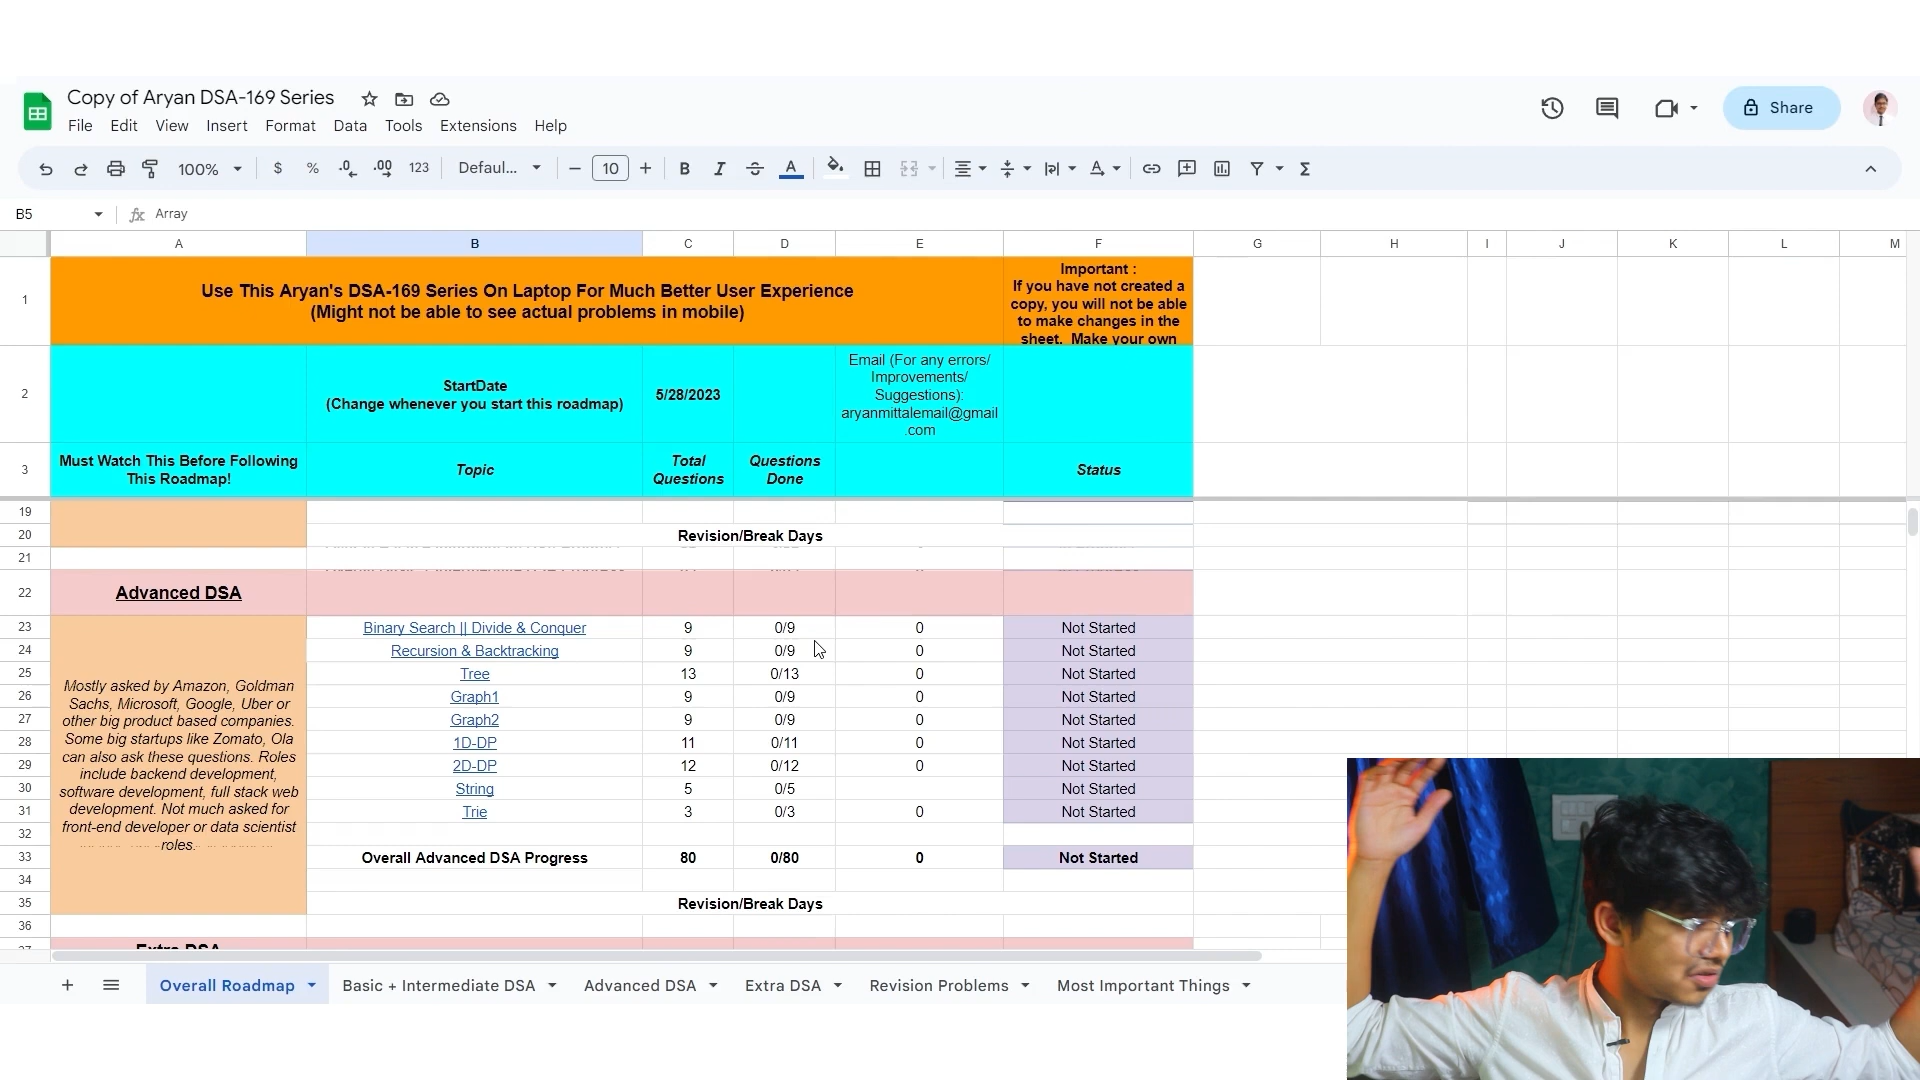 Copy of Aryan DSA-169 Series
File Edit View Insert Format Data Tools Extensions Help
Share
100% $ % .0 .00 123 Defaul... 10 B I A
B5 fx Array
A B C D E F G H I J K L M
1
Use This Aryan's DSA-169 Series On Laptop For Much Better User Experience
(Might not be able to see actual problems in mobile)
Important :
If you have not created a
copy, you will not be able
to make changes in the
sheet. Make your own
2
StartDate
(Change whenever you start this roadmap)
5/28/2023
Email (For any errors/
Improvements/
Suggestions):
aryanmittalemail@gmail
.com
3
Must Watch This Before Following
This Roadmap!
Topic
Total
Questions
Questions
Done
Status
19
20 Revision/Break Days
21
22 Advanced DSA
23 Binary Search || Divide & Conquer 9 0/9 0 Not Started
24 Recursion & Backtracking 9 0/9 0 Not Started
25 Tree 13 0/13 0 Not Started
26 Graph1 9 0/9 0 Not Started
27 Graph2 9 0/9 0 Not Started
28 1D-DP 11 0/11 0 Not Started
29 2D-DP 12 0/12 0 Not Started
30 String 5 0/5 Not Started
31 Trie 3 0/3 0 Not Started
32
33 Overall Advanced DSA Progress 80 0/80 0 Not Started
34
35 Revision/Break Days
36
37 Extra DSA
Mostly asked by Amazon, Goldman
Sachs, Microsoft, Google, Uber or
other big product based companies.
Some big startups like Zomato, Ola
can also ask these questions. Roles
include backend development,
software development, full stack web
development. Not much asked for
front-end developer or data scientist
roles.
Overall Roadmap Basic + Intermediate DSA Advanced DSA Extra DSA Revision Problems Most Important Things